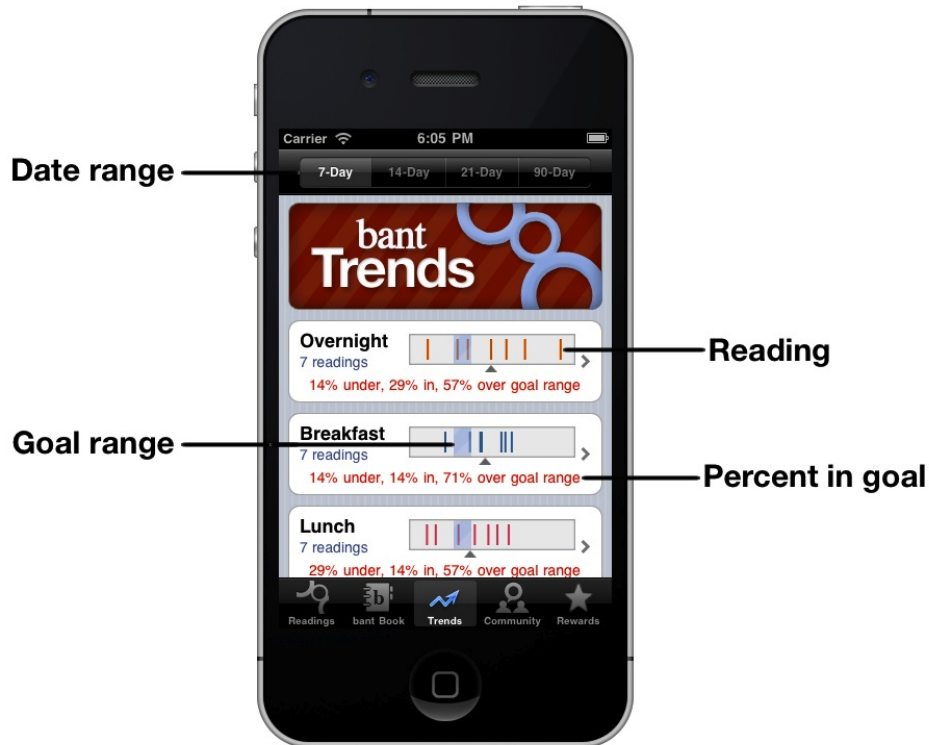 Carrier 6:05 PM
Date range
7-Day 14-Day 21-Day 90-Day
bant
Trends
Overnight
7 readings
14% under, 29% in, 57% over goal range
Reading
Goal range
Breakfast
7 readings
14% under, 14% in, 71% over goal range
Percent in goal
Lunch
7 readings
29% under, 14% in, 57% over goal range
b
Readings bant Book Trends Community Rewards